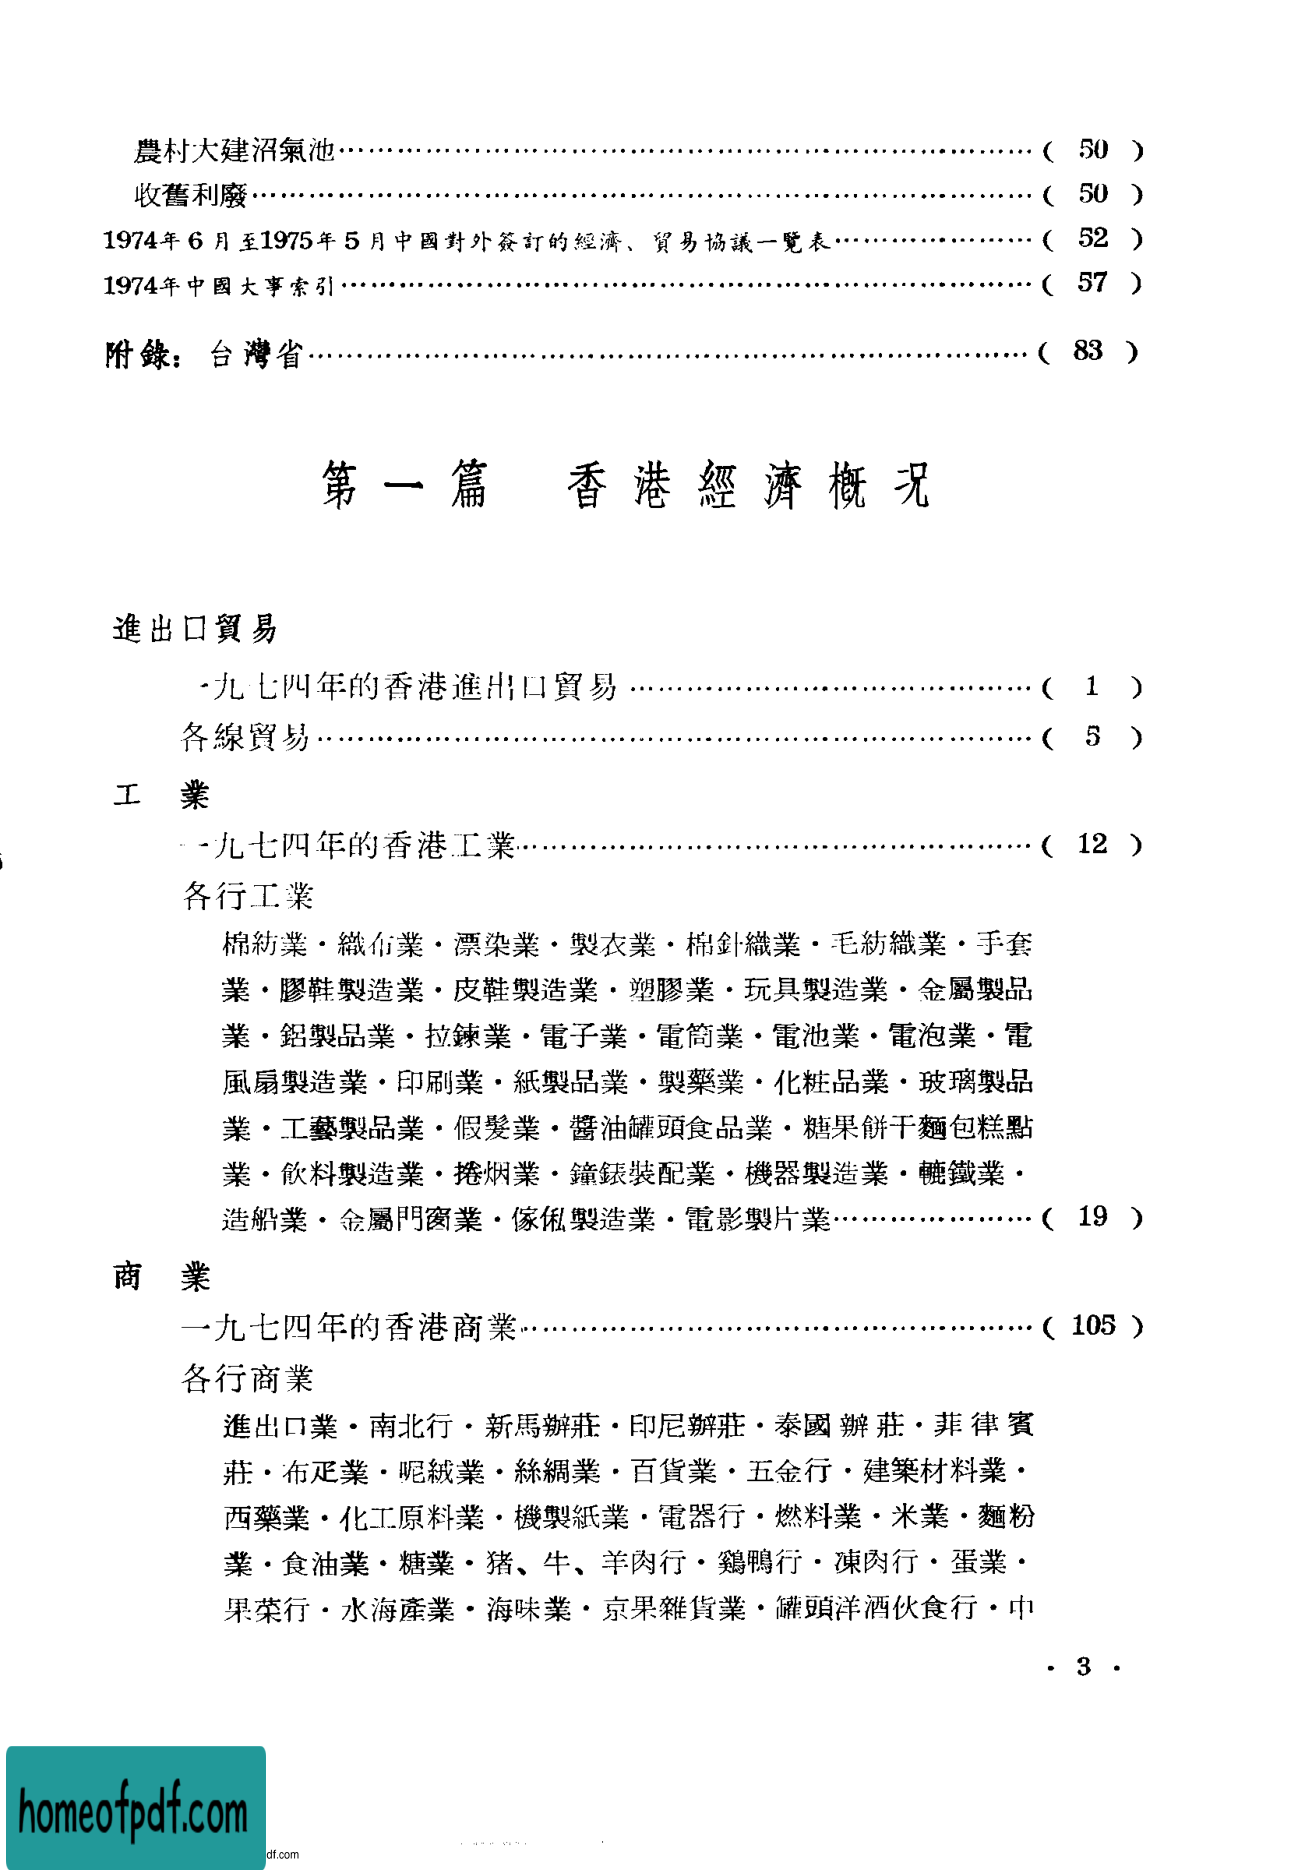 農村大建沼氣池………………………………( 50 )
收舊利廢………………………………( 50 )
1974年6月至1975年5月中國對外簽訂的經濟、貿易協議一覽表…………( 52 )
1974年中國大事索引………………………………( 57 )
附錄：台灣省………………………………( 83 )
第一篇 香港經濟概況
進出口貿易
一九七四年的香港進出口貿易……………………( 1 )
各線貿易………………………………( 5 )
工 業
一九七四年的香港工業………………………( 12 )
各行工業
棉紡業・織布業・漂染業・製衣業・棉針織業・毛紡織業・手套
業・膠鞋製造業・皮鞋製造業・塑膠業・玩具製造業・金屬製品
業・鋁製品業・拉鍊業・電子業・電筒業・電池業・電泡業・電
風扇製造業・印刷業・紙製品業・製藥業・化粧品業・玻璃製品
業・工藝製品業・假髮業・醬油罐頭食品業・糖果餅干麵包糕點
業・飲料製造業・捲烟業・鐘錶裝配業・機器製造業・軋鐵業・
造船業・金屬門窗業・傢俬製造業・電影製片業…………( 19 )
商 業
一九七四年的香港商業………………………( 105 )
各行商業
進出口業・南北行・新馬辦莊・印尼辦莊・泰國辦莊・菲律賓
莊・布疋業・呢絨業・絲綢業・百貨業・五金行・建築材料業・
西藥業・化工原料業・機製紙業・電器行・燃料業・米業・麵粉
業・食油業・糖業・猪、牛、羊肉行・鷄鴨行・凍肉行・蛋業・
果菜行・水海產業・海味業・京果雜貨業・罐頭洋酒伙食行・中
・ 3 ・
homeofpdf.com
df.com